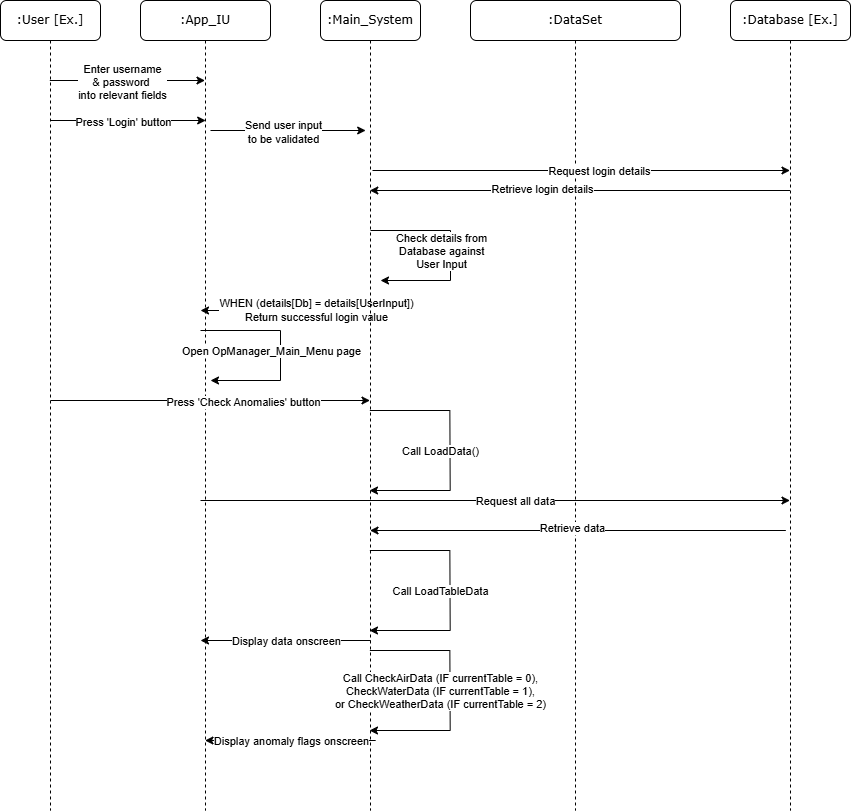 :User [Ex.]
:App_IU
:Main_System
:DataSet
:Database [Ex.]
Enter username
& password
into relevant fields
Press 'Login' button
Send user input
to be validated
Request login details
Retrieve login details
Check details from
Database against
User Input
WHEN (details[Db] = details[UserInput])
Return successful login value
Open OpManager_Main_Menu page
Press 'Check Anomalies' button
Call LoadData()
Request all data
Retrieve data
Call LoadTableData
Display data onscreen
Call CheckAirData (IF currentTable = 0),
CheckWaterData (IF currentTable = 1),
or CheckWeatherData (IF currentTable = 2)
Display anomaly flags onscreen